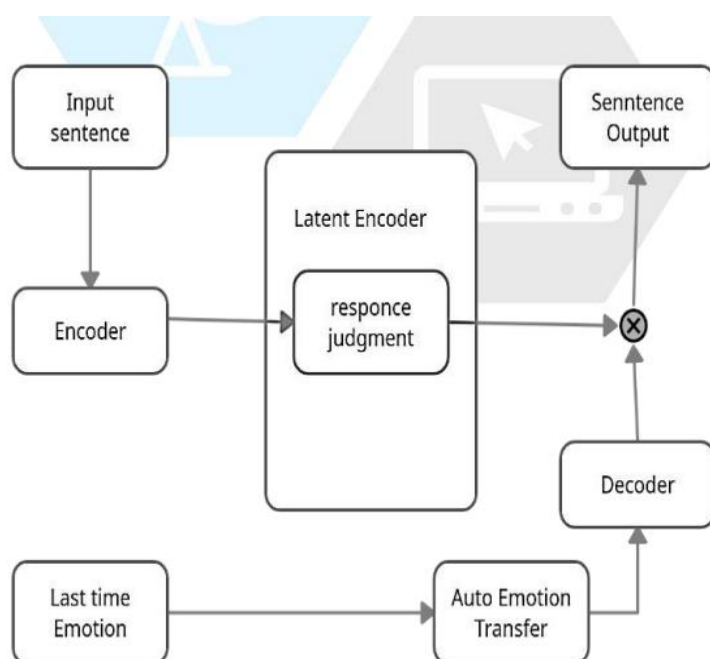 Input
sentence
Senntence
Output
Latent Encoder
Encoder
responce
judgment
Decoder
Last time
Emotion
Auto Emotion
Transfer